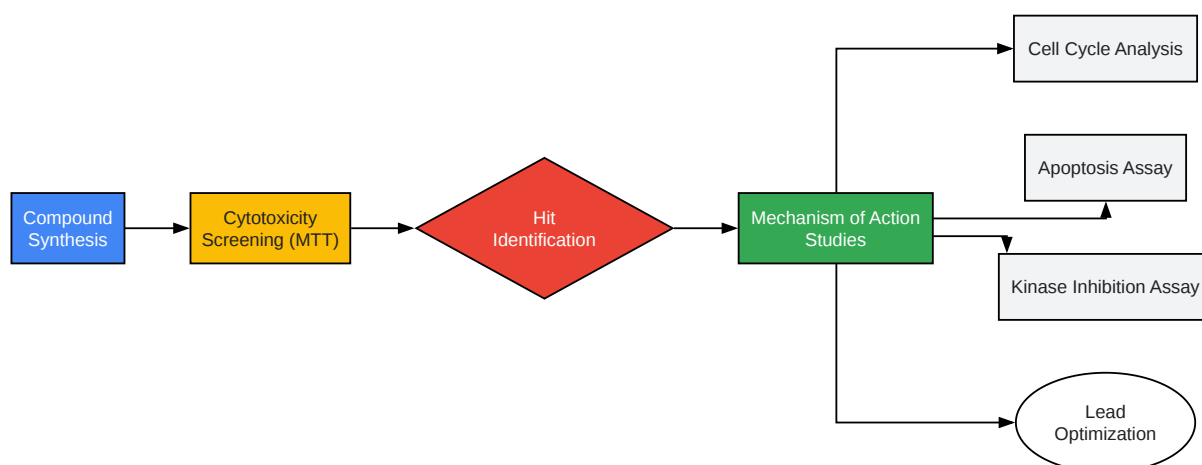 Compound
Synthesis
Cytotoxicity
Screening (MTT)
Hit
Identification
Mechanism of Action
Studies
Cell Cycle Analysis
Apoptosis Assay
Kinase Inhibition Assay
Lead
Optimization